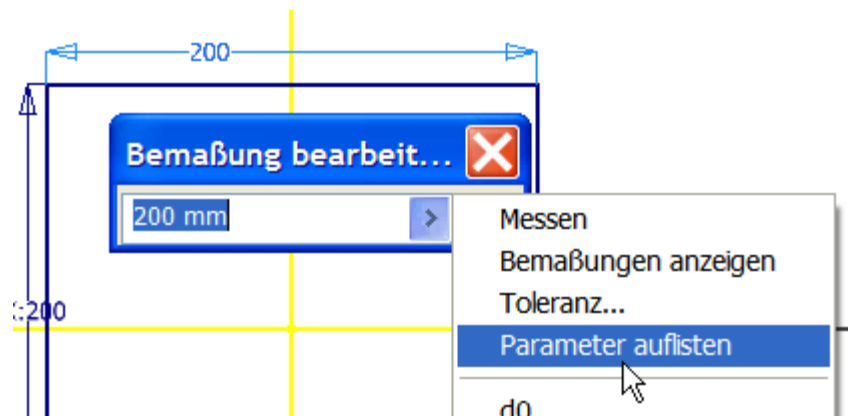 200
Bemaßung bearbeit...
200 mm
Messen
Bemaßungen anzeigen
Toleranz...
Parameter auflisten
:200
d0